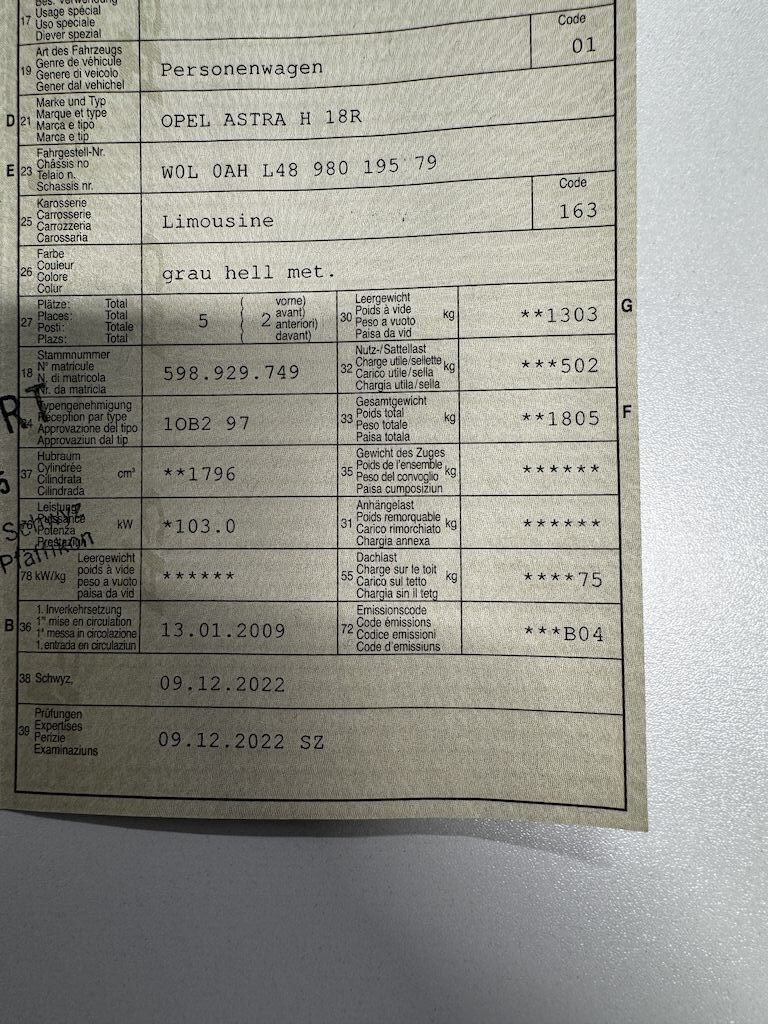 17
Usage spécial
Uso speciale
Diever spezial
Code
01
19
Art des Fahrzeugs
Genre de véhicule
Genere di veicolo
Gener dal vehichel
Personenwagen
D
21
Marke und Typ
Marque et type
Marca e tipo
Marca e tip
OPEL ASTRA H 18R
E
23
Fahrgestell-Nr.
Châssis no
Telaio n.
Schassis nr.
W0L 0AH L48 980 195 79
25
Karosserie
Carrosserie
Carrozzeria
Carossaria
Limousine
Code
163
26
Farbe
Couleur
Colore
Colur
grau hell met.
27
Plätze: Total
Places: Total
Posti: Totale
Plazs: Total
5
2
vorne)
avant)
anteriori)
davant)
30
Leergewicht
Poids à vide
Peso a vuoto
Paisa da vid
kg
**1303
G
18
Stammnummer
N° matricule
N. di matricola
Nr. da matricla
598.929.749
32
Nutz-/Sattellast
Charge utile/sellette
Carico utile/sella
Chargia utila/sella
kg
***502
RT
Typengenehmigung
Réception par type
Approvazione del tipo
Approvaziun dal tip
1OB2 97
33
Gesamtgewicht
Poids total
Peso totale
Paisa totala
kg
**1805
F
37
Hubraum
Cylindrée
Cilindrata
Cilindrada
cm³
**1796
35
Gewicht des Zuges
Poids de l'ensemble
Peso del convoglio
Paisa cumposiziun
kg
******
5
Leistung
Puissance
Potenza
Prestaziun
kW
*103.0
Schwyz
Pfäffikon
31
Anhängelast
Poids remorquable
Carico rimorchiato
Chargia annexa
kg
******
78 kW/kg
Leergewicht
poids à vide
peso a vuoto
paisa da vid
******
55
Dachlast
Charge sur le toit
Carico sul tetto
Chargia sin il tetg
kg
****75
B
36
1. Inverkehrsetzung
1re mise en circulation
1a messa in circolazione
1. entrada en circulaziun
13.01.2009
72
Emissionscode
Code émissions
Codice emissioni
Code d'emissiuns
***B04
38 Schwyz,
09.12.2022
39
Prüfungen
Expertises
Perizie
Examinaziuns
09.12.2022 SZ